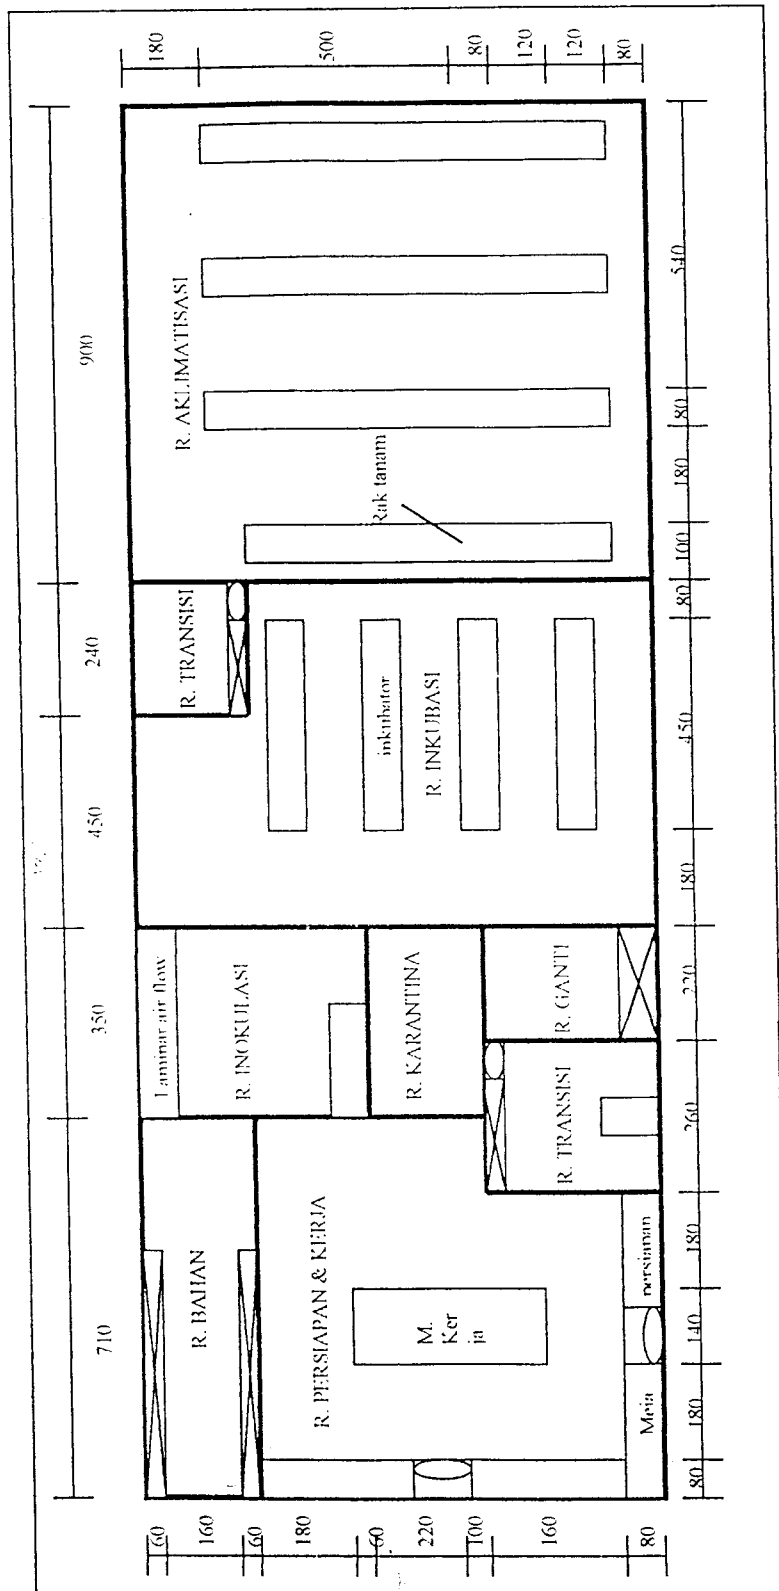 900
240
450
350
710
180
500
80
120
120
80
R. AKLIMATISASI
Rak tanam
R. TRANSISI
inkubator
R. INKUBASI
Laminar air flow
R. INOKULASI
R. KARANTINA
R. GANTI
R. TRANSISI
R. BAHAN
R. PERSIAPAN & KERJA
M.
Ker
ja
Meja
persiapan
540
80
180
100
80
450
180
220
260
180
140
180
80
60
160
60
180
60
220
100
160
80